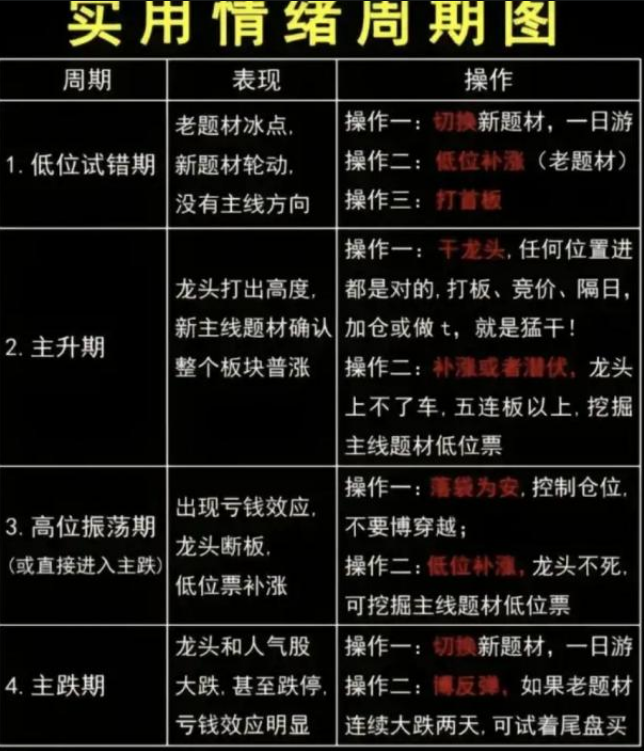 实用情绪周期图
周期 表现 操作
1.低位试错期
老题材冰点,
新题材轮动,
没有主线方向
操作一：切换新题材，一日游
操作二：低位补涨（老题材）
操作三：打首板
2.主升期
龙头打出高度,
新主线题材确认
整个板块普涨
操作一：干龙头,任何位置进
都是对的,打板、竞价、隔日,
加仓或做t，就是猛干！
操作二：补涨或者潜伏，龙头
上不了车,五连板以上,挖掘
主线题材低位票
3.高位振荡期
(或直接进入主跌)
出现亏钱效应,
龙头断板,
低位票补涨
操作一：落袋为安,控制仓位,
不要博穿越；
操作二：低位补涨，龙头不死,
可挖掘主线题材低位票
4.主跌期
龙头和人气股
大跌,甚至跌停,
亏钱效应明显
操作一：切换新题材，一日游
操作二：博反弹，如果老题材
连续大跌两天,可试着尾盘买